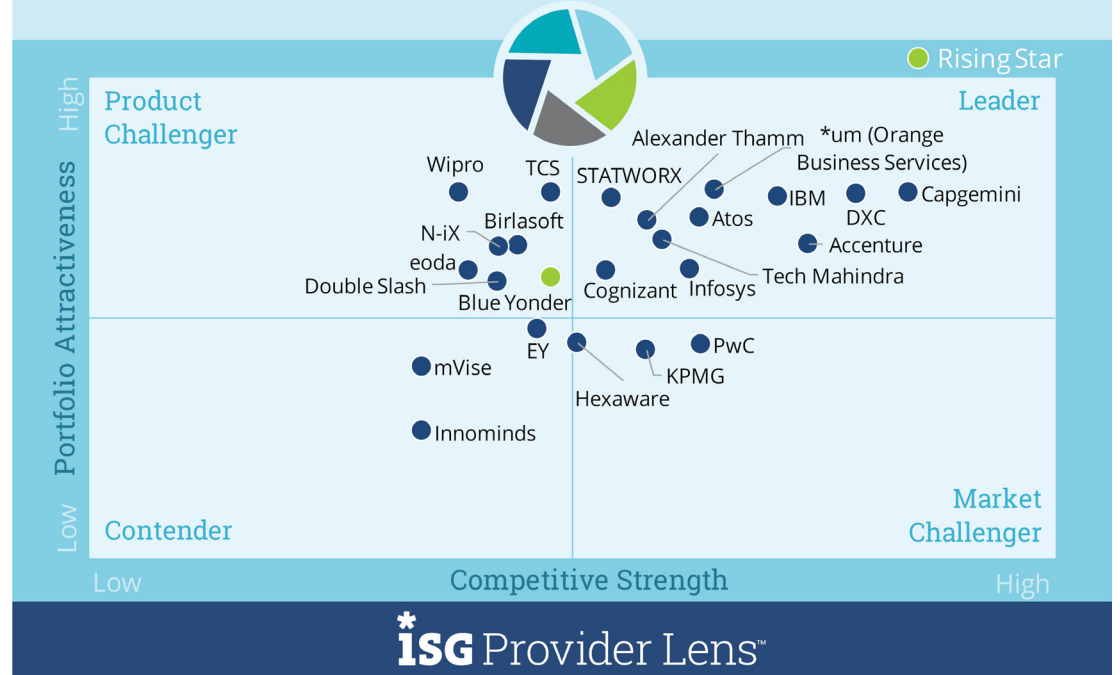 Rising Star
Product
Challenger
Leader
High
Portfolio Attractiveness
Low
Alexander Thamm
*um (Orange
Business Services)
Wipro
TCS
STATWORX
IBM
DXC
Capgemini
Birlasoft
N-iX
Atos
Accenture
eoda
Double Slash
Blue Yonder
Cognizant
Infosys
Tech Mahindra
EY
PwC
mVise
KPMG
Hexaware
Innominds
Contender
Market
Challenger
Low
Competitive Strength
High
*ISG Provider Lens™